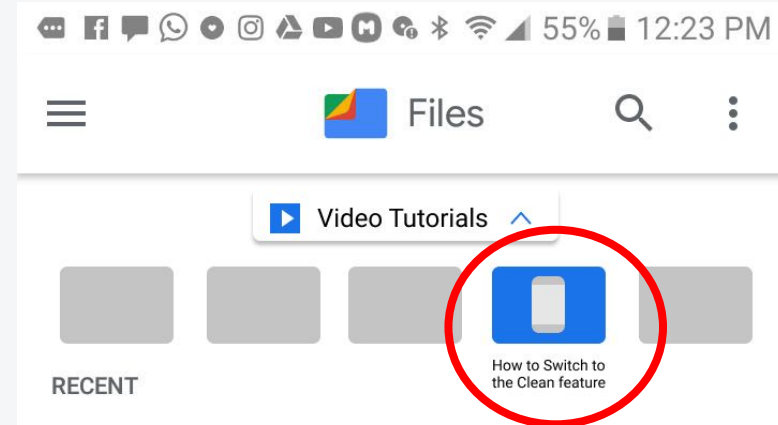 55% 12:23 PM
Files
Video Tutorials
How to Switch to
the Clean feature
RECENT